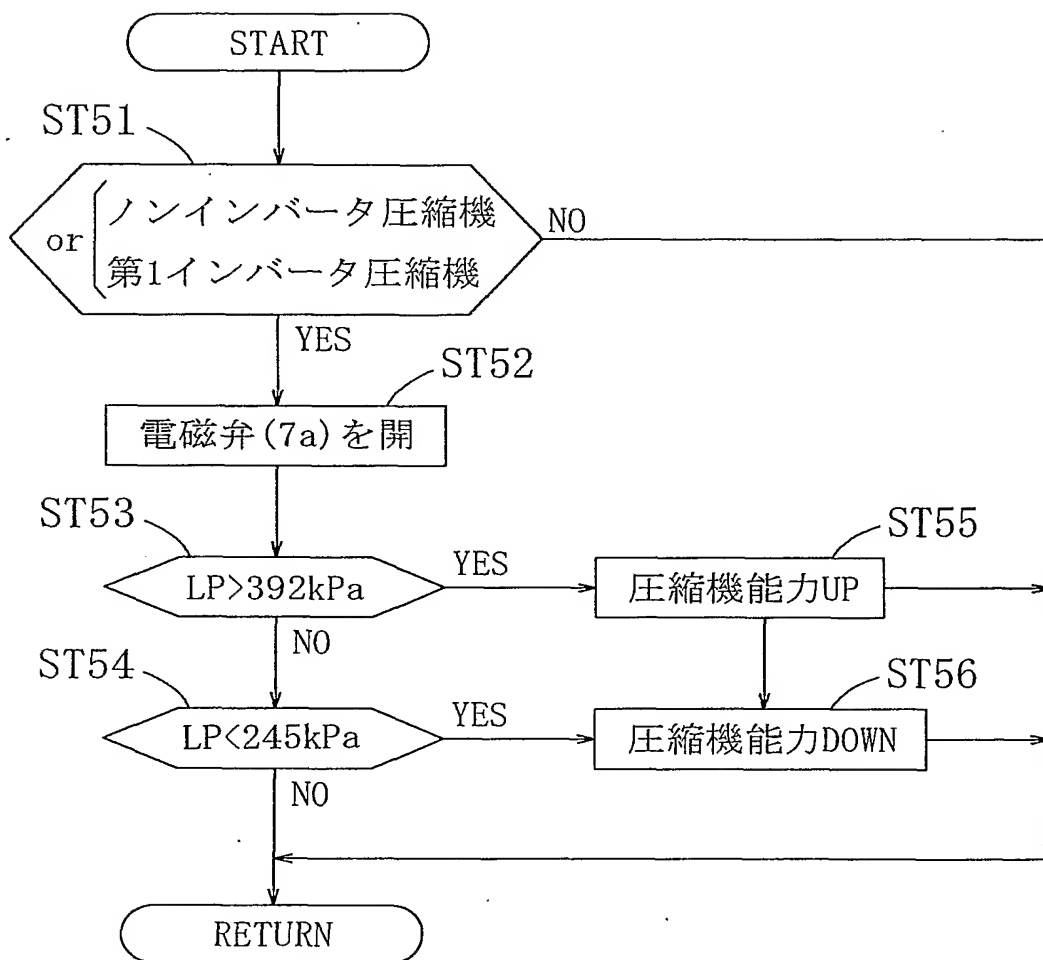 START
ST51
ノンインバータ圧縮機
or
第1インバータ圧縮機
NO
YES
ST52
電磁弁(7a)を開
ST53
LP>392kPa
YES
ST55
圧縮機能力UP
NO
ST54
LP<245kPa
YES
ST56
圧縮機能力DOWN
NO
RETURN